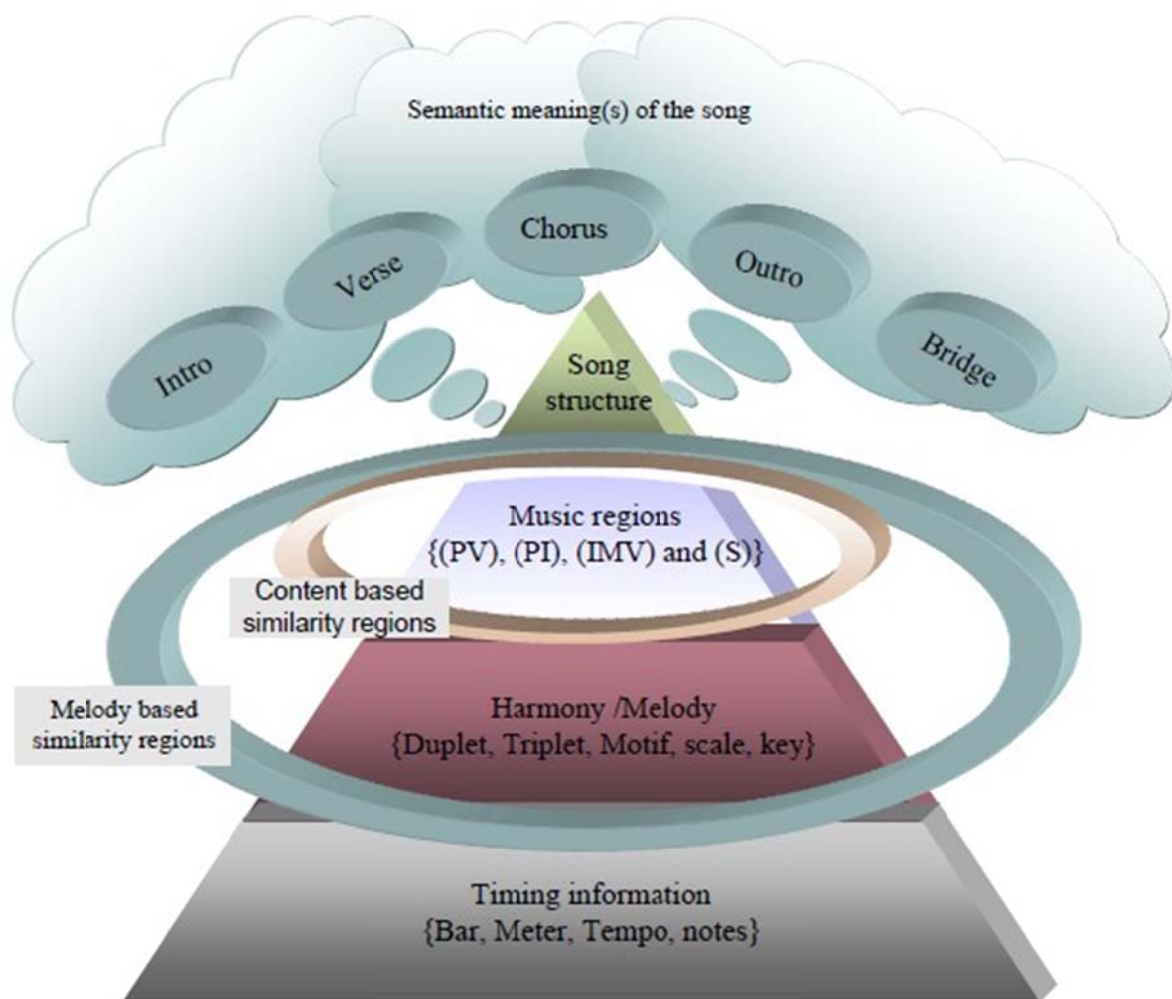 Semantic meaning(s) of the song
Chorus
Verse
Outro
Intro
Bridge
Song
structure
Music regions
{(PV), (PI), (IMV) and (S)}
Content based
similarity regions
Melody based
similarity regions
Harmony /Melody
{Duplet, Triplet, Motif, scale, key}
Timing information
{Bar, Meter, Tempo, notes}